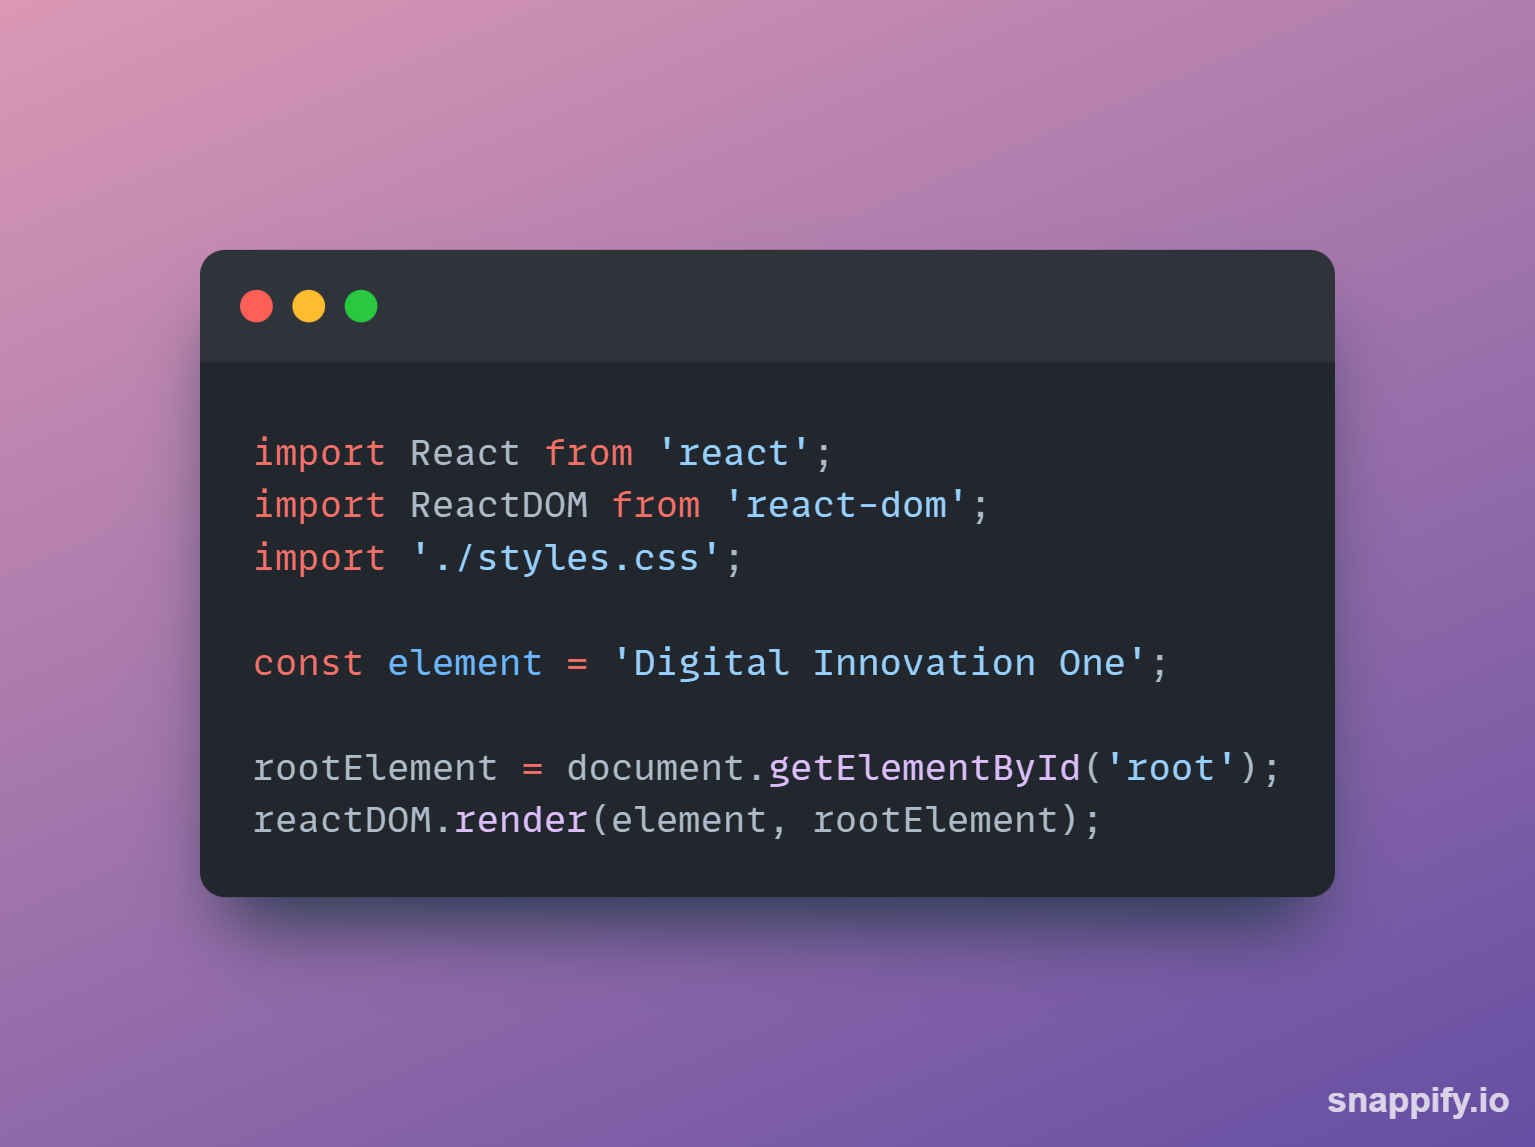 import React from 'react';
import ReactDOM from 'react-dom';
import './styles.css';
const element = 'Digital Innovation One';
rootElement = document.getElementById('root');
reactDOM.render(element, rootElement);
snappify.io